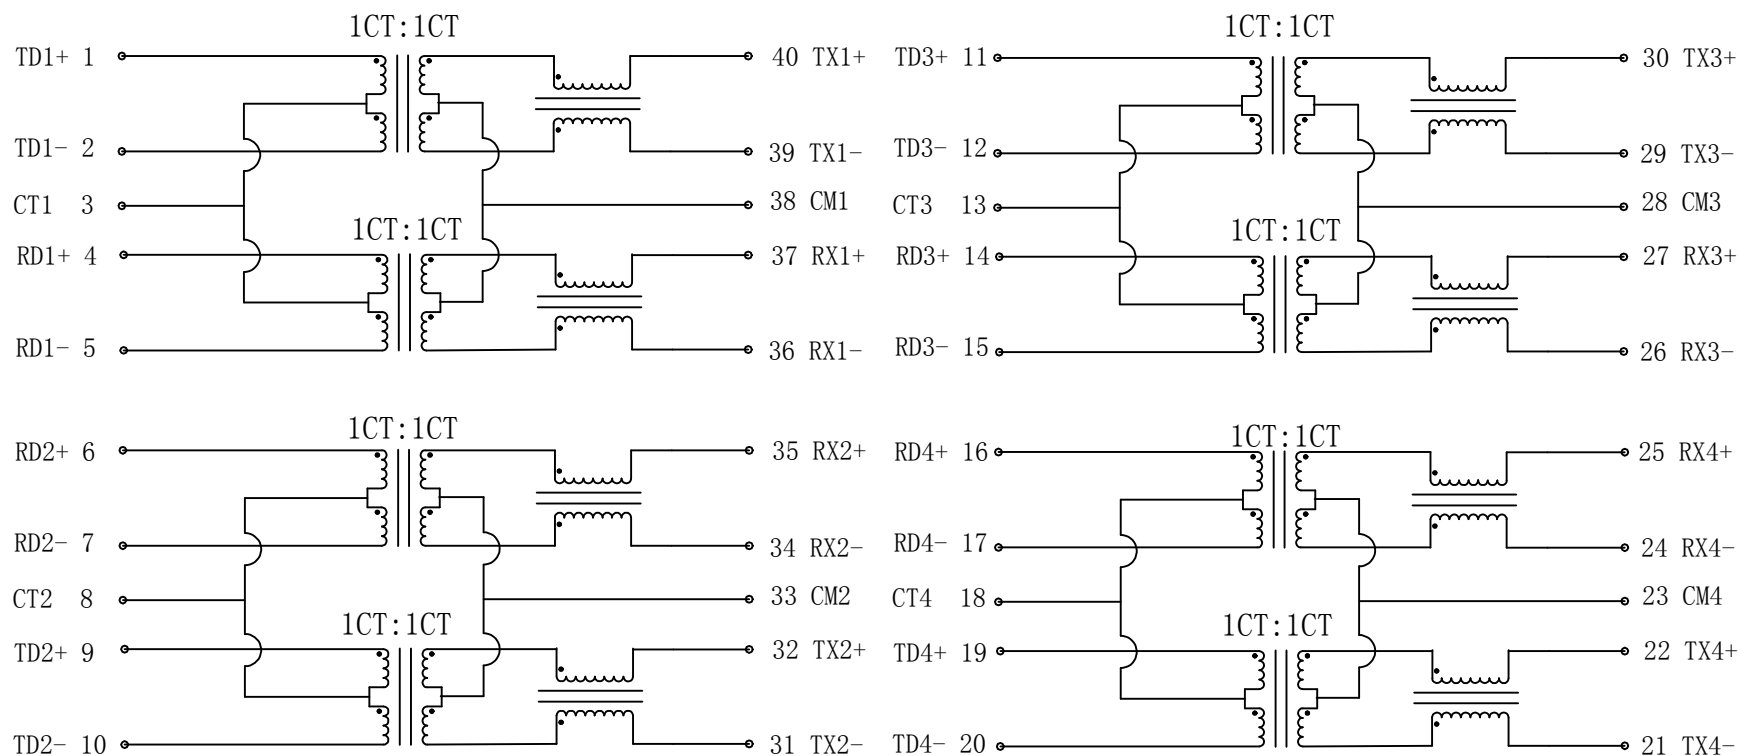 1CT:1CT
TD1+ 1
40 TX1+
TD1- 2
39 TX1-
CT1 3
38 CM1
1CT:1CT
RD1+ 4
37 RX1+
RD1- 5
36 RX1-
1CT:1CT
RD2+ 6
35 RX2+
RD2- 7
34 RX2-
CT2 8
33 CM2
1CT:1CT
TD2+ 9
32 TX2+
TD2- 10
31 TX2-
1CT:1CT
TD3+ 11
30 TX3+
TD3- 12
29 TX3-
CT3 13
28 CM3
1CT:1CT
RD3+ 14
27 RX3+
RD3- 15
26 RX3-
1CT:1CT
RD4+ 16
25 RX4+
RD4- 17
24 RX4-
CT4 18
23 CM4
1CT:1CT
TD4+ 19
22 TX4+
TD4- 20
21 TX4-